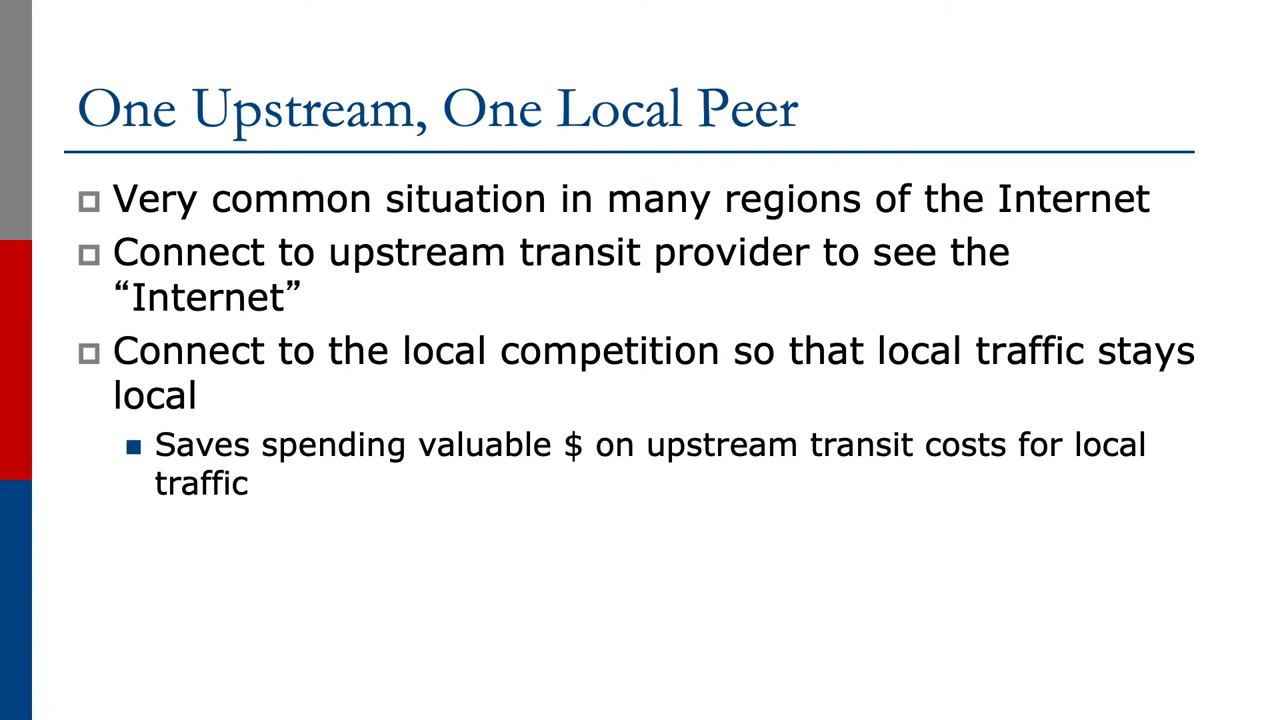 One Upstream, One Local Peer
Very common situation in many regions of the Internet
Connect to upstream transit provider to see the
“Internet”
Connect to the local competition so that local traffic stays
local
Saves spending valuable $ on upstream transit costs for local
traffic